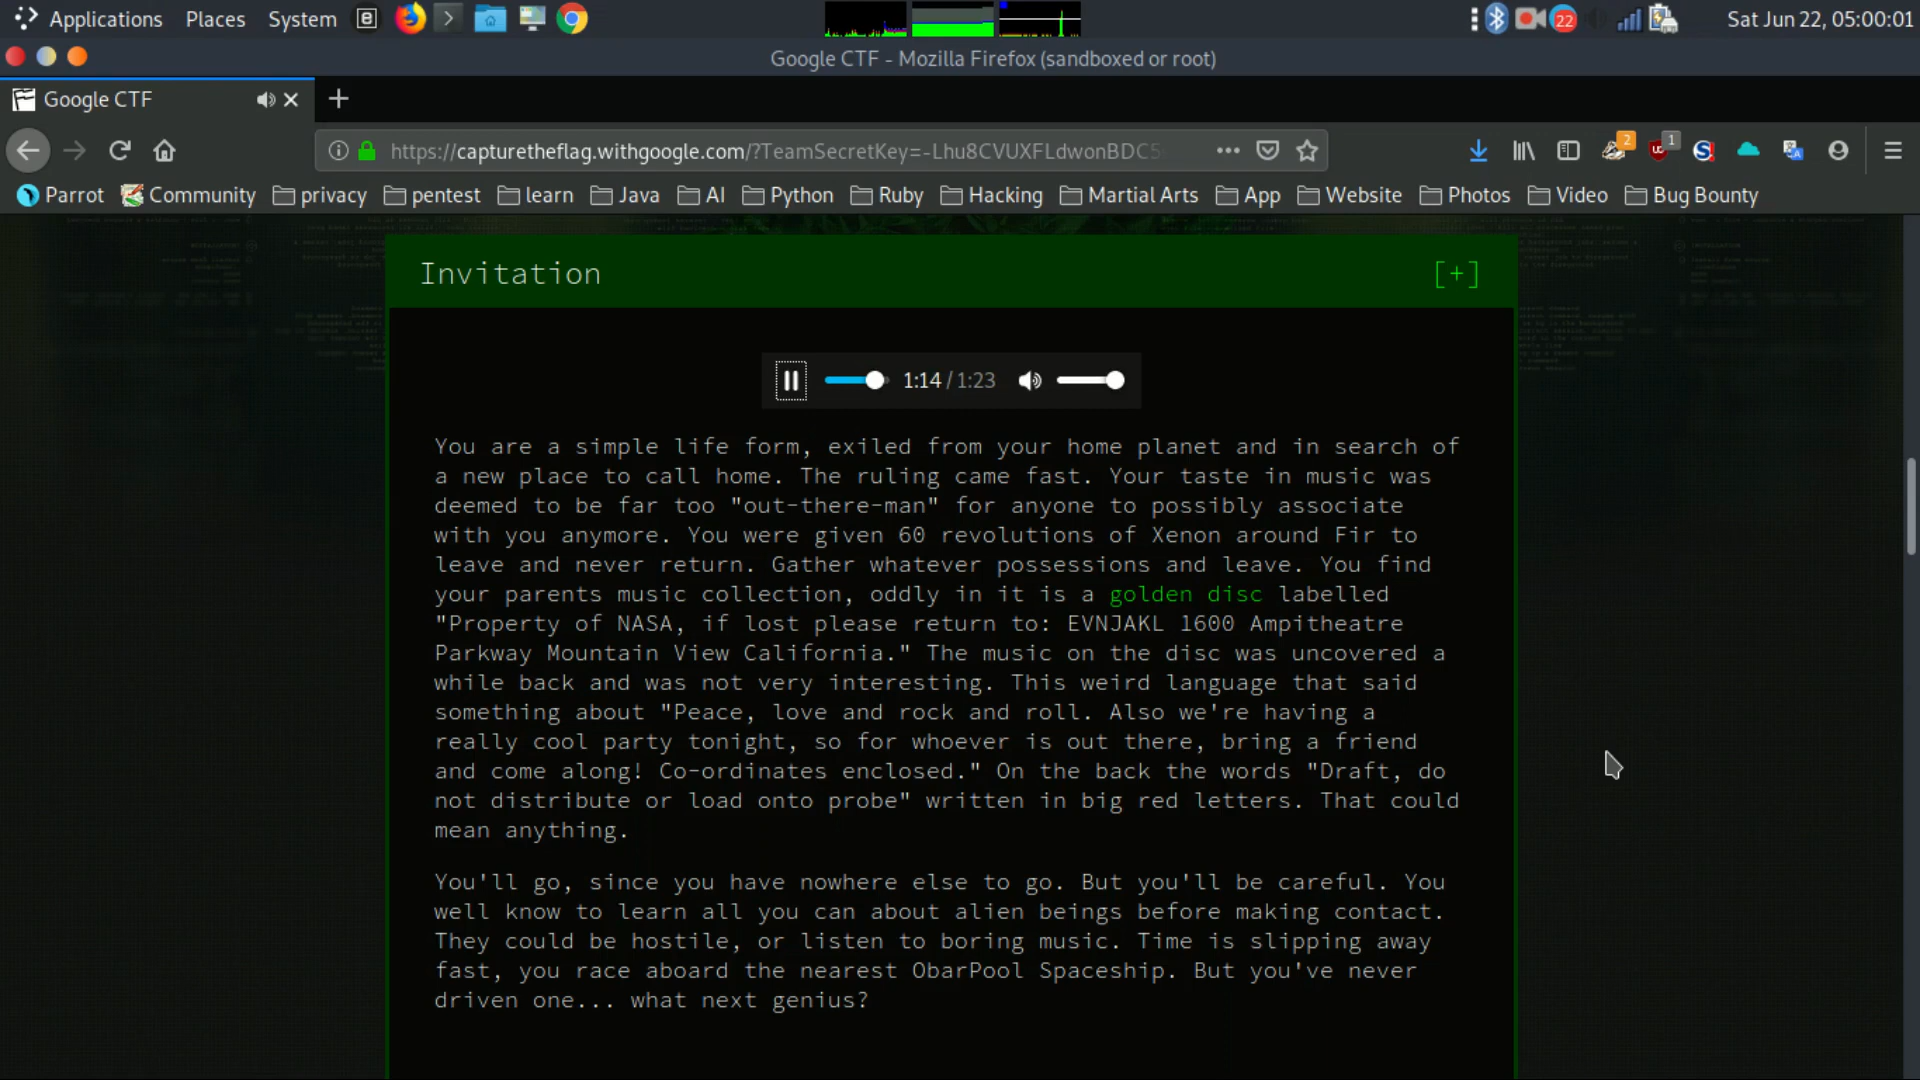 Applications Places System 22 Sat Jun 22, 05:00:01
Google CTF - Mozilla Firefox (sandboxed or root)
Google CTF
https://capturetheflag.withgoogle.com/?TeamSecretKey=-Lhu8CVUXFLdwonBDC5 2 1
Parrot Community privacy pentest learn Java AI Python Ruby Hacking Martial Arts App Website Photos Video Bug Bounty
Invitation [+]
1:14 / 1:23
You are a simple life form, exiled from your home planet and in search of
a new place to call home. The ruling came fast. Your taste in music was
deemed to be far too "out-there-man" for anyone to possibly associate
with you anymore. You were given 60 revolutions of Xenon around Fir to
leave and never return. Gather whatever possessions and leave. You find
your parents music collection, oddly in it is a golden disc labelled
"Property of NASA, if lost please return to: EVNJAKL 1600 Ampitheatre
Parkway Mountain View California." The music on the disc was uncovered a
while back and was not very interesting. This weird language that said
something about "Peace, love and rock and roll. Also we're having a
really cool party tonight, so for whoever is out there, bring a friend
and come along! Co-ordinates enclosed." On the back the words "Draft, do
not distribute or load onto probe" written in big red letters. That could
mean anything.
You'll go, since you have nowhere else to go. But you'll be careful. You
well know to learn all you can about alien beings before making contact.
They could be hostile, or listen to boring music. Time is slipping away
fast, you race aboard the nearest ObarPool Spaceship. But you've never
driven one... what next genius?